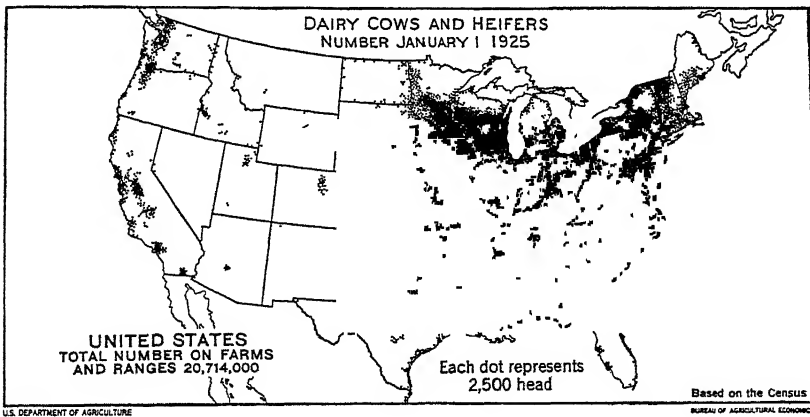 DAIRY COWS AND HEIFERS
NUMBER JANUARY 1 1925
UNITED STATES
TOTAL NUMBER ON FARMS
AND RANGES 20,714,000
Each dot represents
2,500 head
Based on the Census
U.S. DEPARTMENT OF AGRICULTURE
BUREAU OF AGRICULTURAL